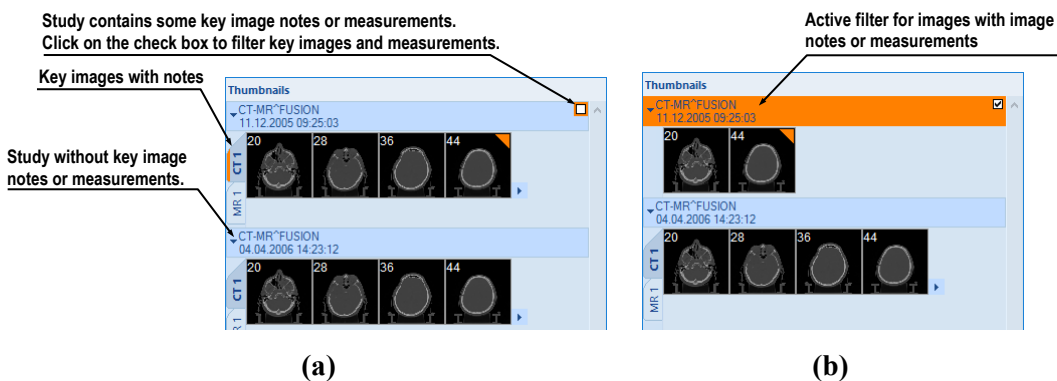 Study contains some key image notes or measurements.
Click on the check box to filter key images and measurements.
Key images with notes
Study without key image
notes or measurements.
Thumbnails
CT-MR^FUSION
11.12.2005 09:25:03
CT 1
MR 1
20 28 36 44
CT-MR^FUSION
04.04.2006 14:23:12
CT 1
MR 1
20 28 36 44
(a)
Active filter for images with image
notes or measurements
Thumbnails
CT-MR^FUSION
11.12.2005 09:25:03
20 44
CT-MR^FUSION
04.04.2006 14:23:12
CT 1
MR 1
20 28 36 44
(b)